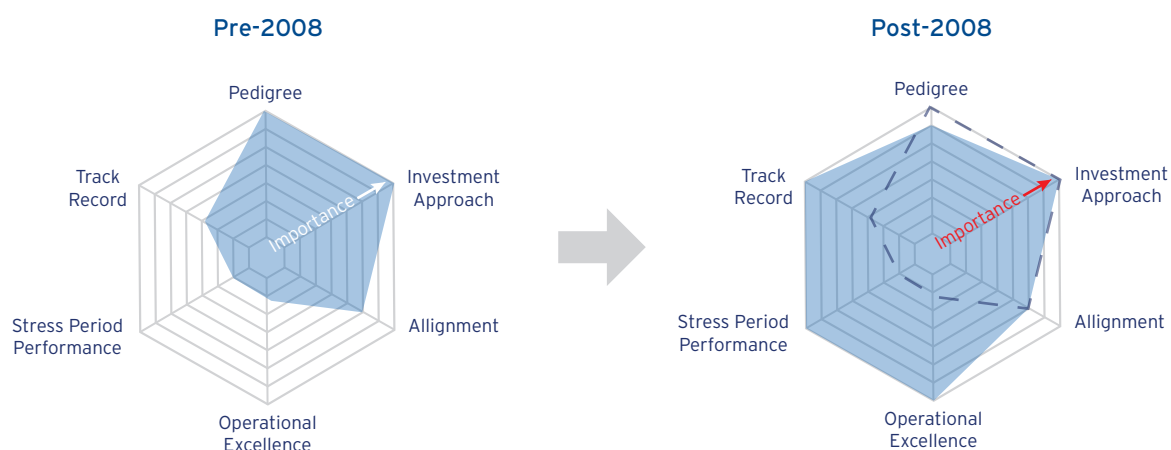 Pre-2008
Pedigree
Track
Record
Investment
Approach
Importance
Stress Period
Performance
Allignment
Operational
Excellence
Post-2008
Pedigree
Track
Record
Investment
Approach
Importance
Stress Period
Performance
Allignment
Operational
Excellence